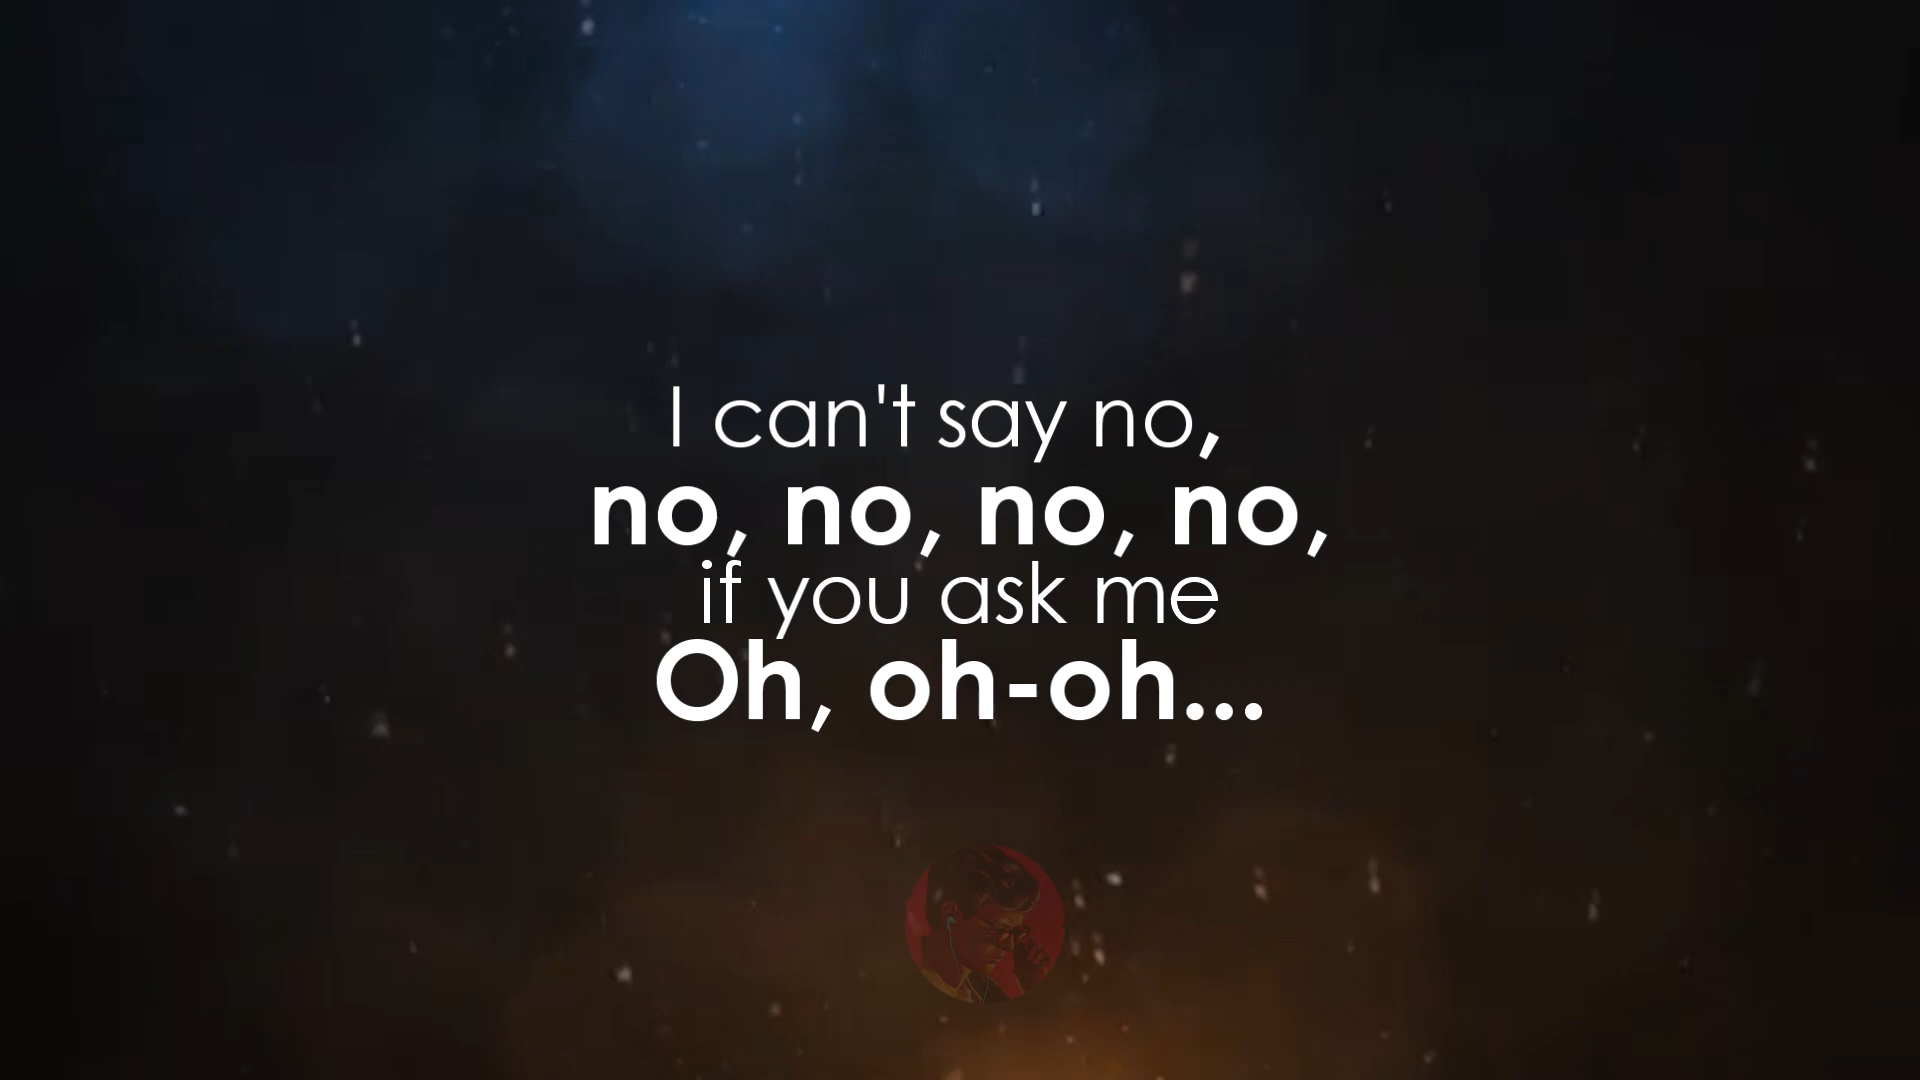 I can't say no,
no, no, no, no,
if you ask me
Oh, oh-oh...